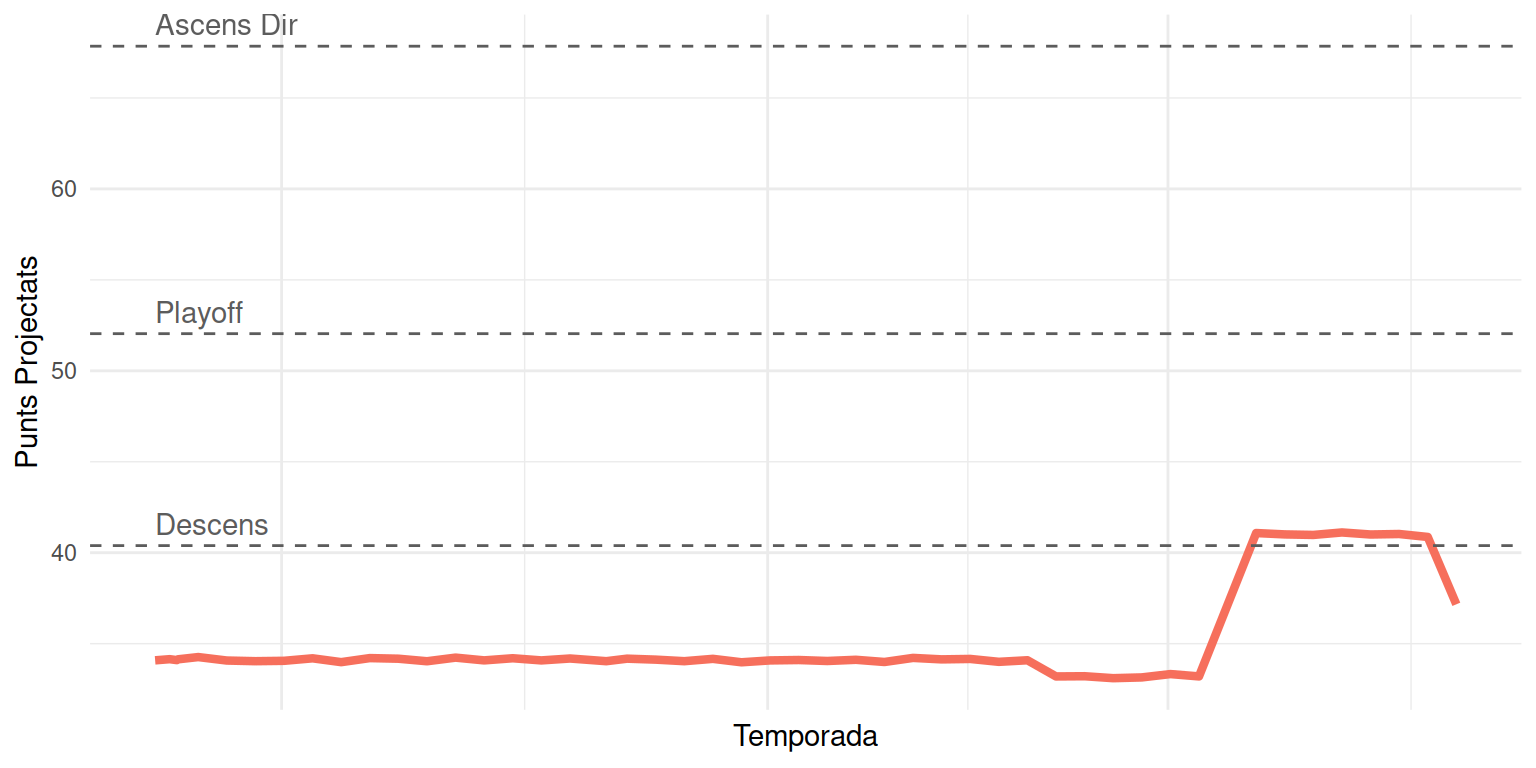 Ascens Dir
60
Playoff
50
Descens
40
Punts Projectats
Temporada